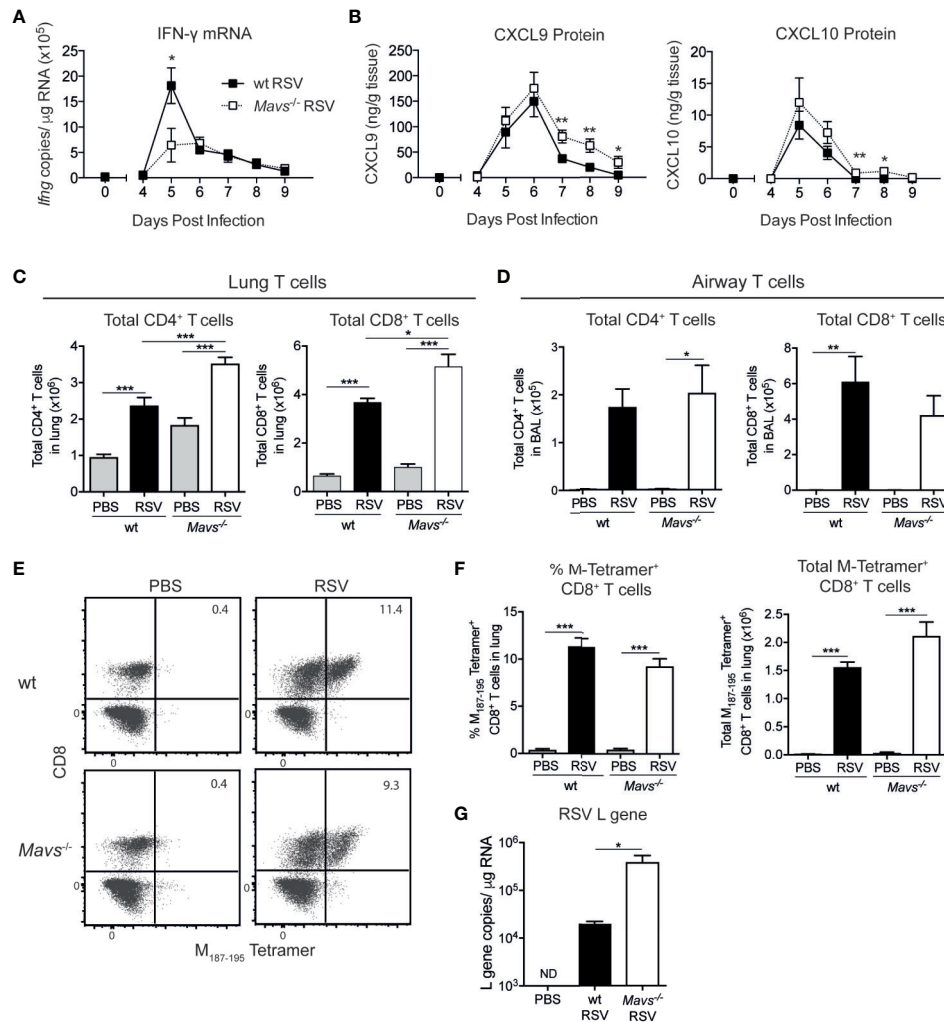 A
IFN-γ mRNA
Ifng copies/ μg RNA (x10⁵)
25
20
15
10
5
0
*
wt RSV
Mavs⁻/⁻ RSV
0 4 5 6 7 8 9
Days Post Infection
B
CXCL9 Protein
CXCL9 (ng/g tissue)
250
200
150
100
50
0
** ** *
0 4 5 6 7 8 9
Days Post Infection
CXCL10 Protein
CXCL10 (ng/g tissue)
20
15
10
5
0
** *
0 4 5 6 7 8 9
Days Post Infection
C
Lung T cells
Total CD4⁺ T cells
Total CD4⁺ T cells
in lung (x10⁶)
4
3
2
1
0
***
***
***
PBS RSV PBS RSV
wt Mavs⁻/⁻
Total CD8⁺ T cells
Total CD8⁺ T cells
in lung (x10⁶)
6
4
2
0
*
***
***
PBS RSV PBS RSV
wt Mavs⁻/⁻
D
Airway T cells
Total CD4⁺ T cells
Total CD4⁺ T cells
in BAL (x10⁵)
3
2
1
0
*
PBS RSV PBS RSV
wt Mavs⁻/⁻
Total CD8⁺ T cells
Total CD8⁺ T cells
in BAL (x10⁵)
8
6
4
2
0
**
PBS RSV PBS RSV
wt Mavs⁻/⁻
E
PBS RSV
wt
0.4 11.4
0
0
Mavs⁻/⁻
0.4 9.3
0 0
0 0
CD8
M₁₈₇₋₁₉₅ Tetramer
F
% M-Tetramer⁺
CD8⁺ T cells
% M₁₈₇₋₁₉₅ Tetramer⁺
CD8⁺ T cells in lung
15
10
5
0
*** ***
PBS RSV PBS RSV
wt Mavs⁻/⁻
Total M-Tetramer⁺
CD8⁺ T cells
Total M₁₈₇₋₁₉₅ Tetramer⁺
CD8⁺ T cells in lung (x10⁶)
2.5
2.0
1.5
1.0
0.5
0.0
***
***
PBS RSV PBS RSV
wt Mavs⁻/⁻
G
RSV L gene
L gene copies/ μg RNA
10⁶
10⁵
10⁴
10³
*
ND
PBS wt RSV Mavs⁻/⁻ RSV